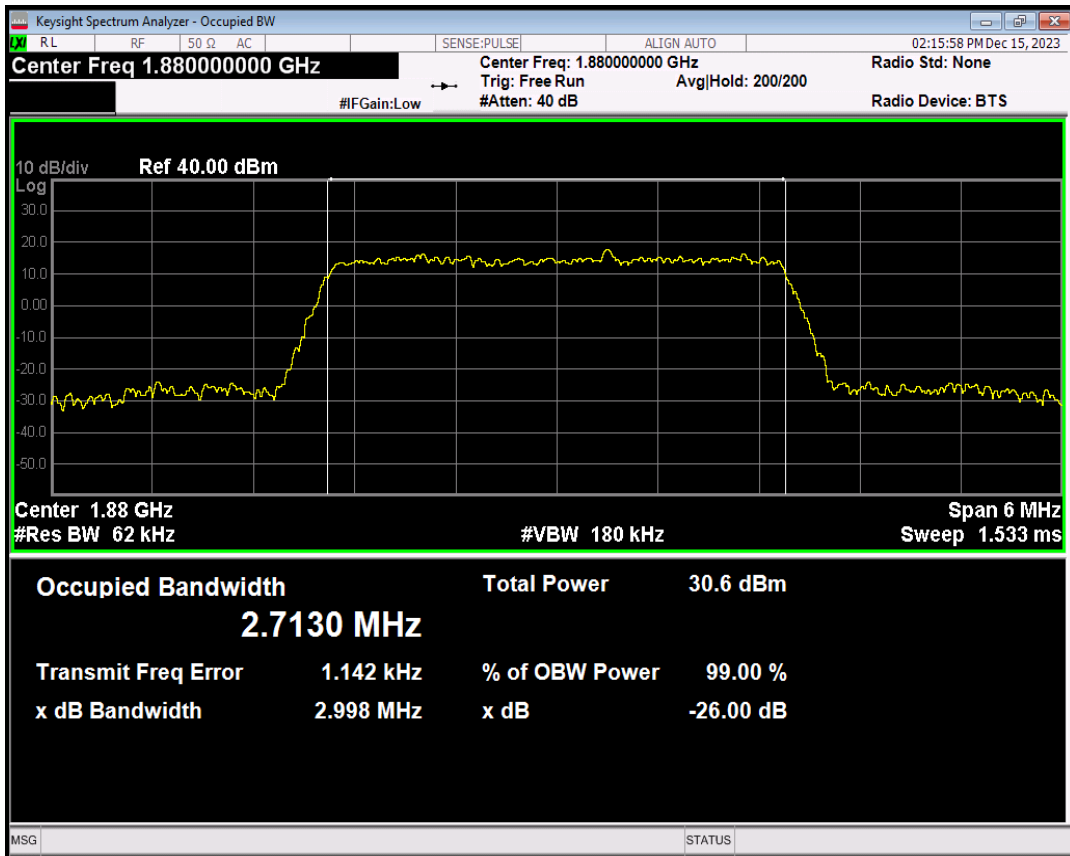 Keysight Spectrum Analyzer - Occupied BW
LXI RL RF 50 Ω AC SENSE:PULSE ALIGN AUTO 02:15:58 PM Dec 15, 2023
Center Freq 1.880000000 GHz Center Freq: 1.880000000 GHz Radio Std: None
Trig: Free Run Avg|Hold: 200/200
#IFGain:Low #Atten: 40 dB Radio Device: BTS
10 dB/div Ref 40.00 dBm
Log
30.0
20.0
10.0
0.00
-10.0
-20.0
-30.0
-40.0
-50.0
Center 1.88 GHz Span 6 MHz
#Res BW 62 kHz #VBW 180 kHz Sweep 1.533 ms
Occupied Bandwidth Total Power 30.6 dBm
2.7130 MHz
Transmit Freq Error 1.142 kHz % of OBW Power 99.00 %
x dB Bandwidth 2.998 MHz x dB -26.00 dB
MSG STATUS